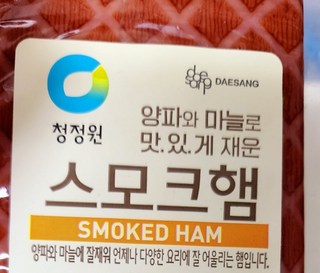 DAESANG
청정원
양파와 마늘로
맛.있.게 재운
스모크햄
SMOKED HAM
양파와 마늘에 잘재워 언제나 다양한 요리에 잘 어울리는 햄입니다.